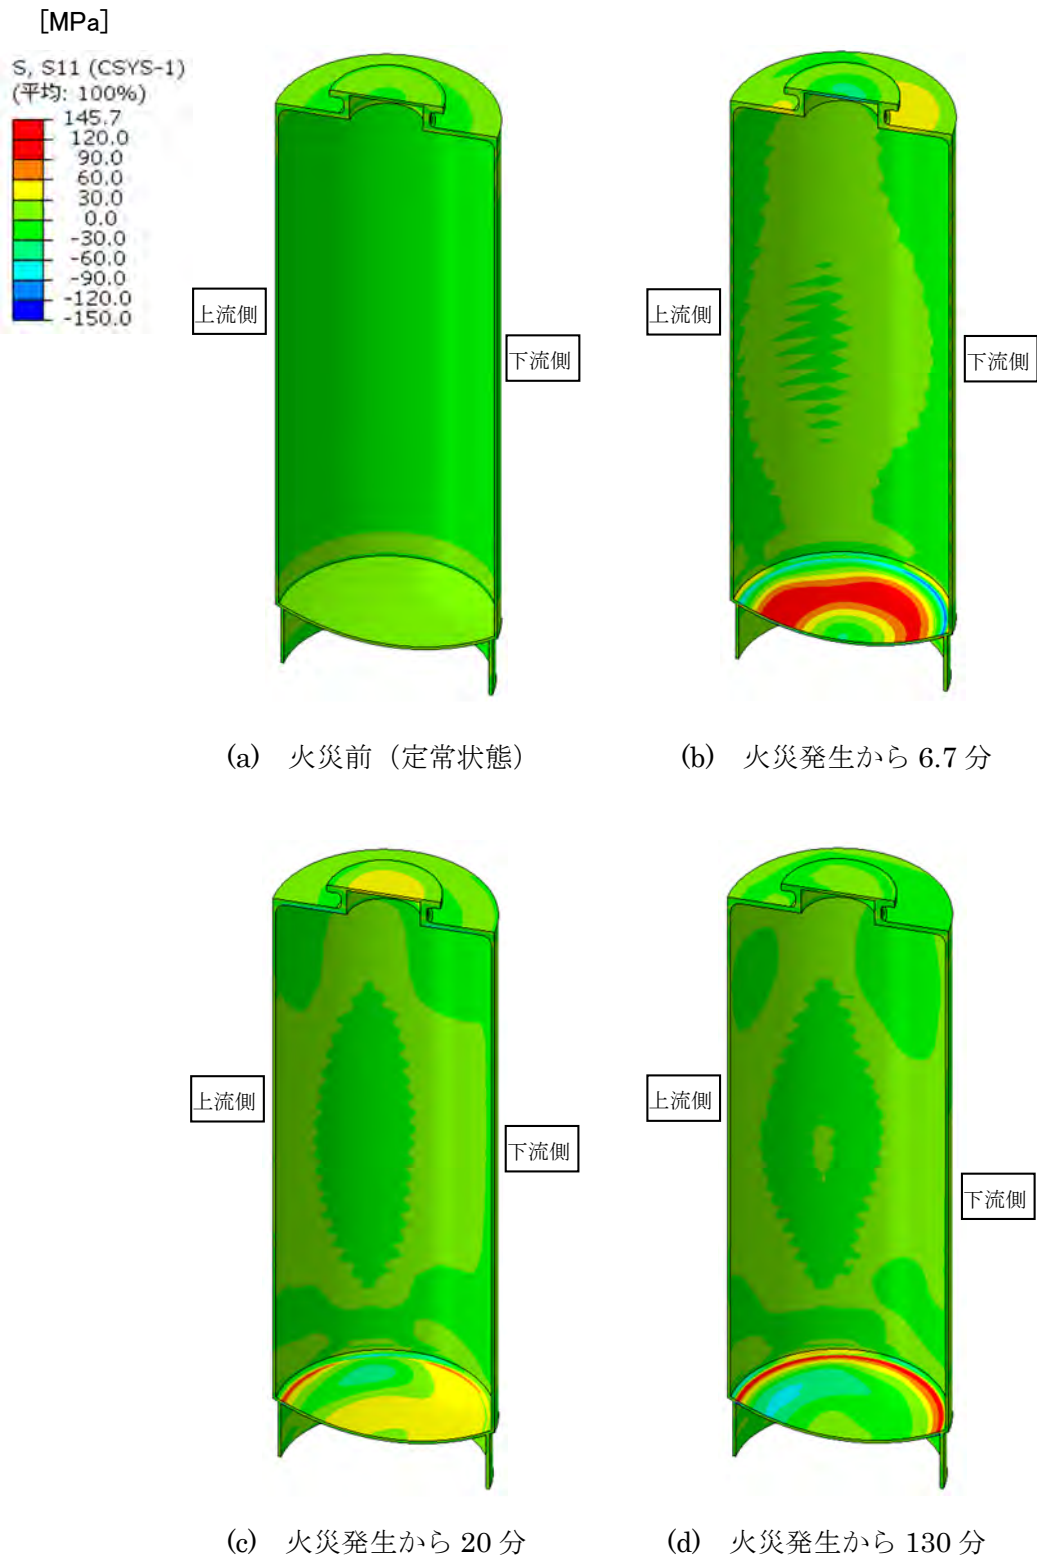 [MPa]
S, S11 (CSYS-1)
(平均: 100%)
145.7
120.0
90.0
60.0
30.0
0.0
-30.0
-60.0
-90.0
-120.0
-150.0
上流側
下流側
上流側
下流側
(a) 火災前（定常状態）
(b) 火災発生から 6.7 分
上流側
下流側
上流側
下流側
(c) 火災発生から 20 分
(d) 火災発生から 130 分